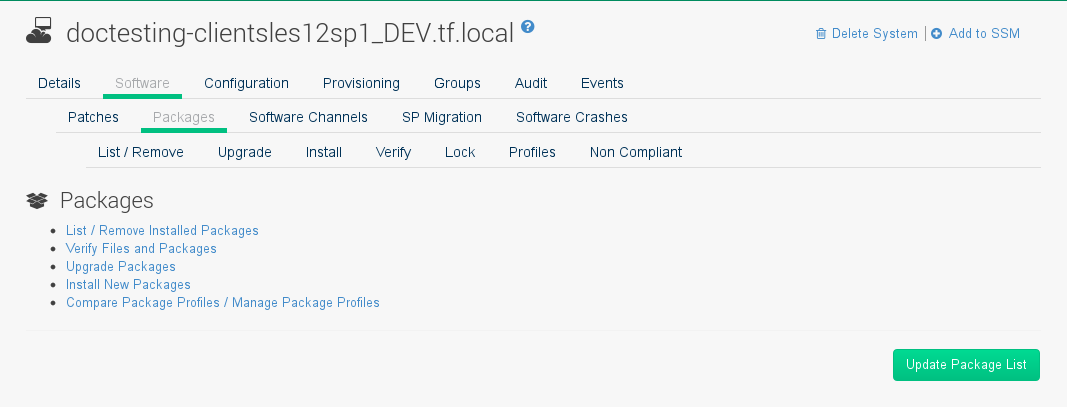 doctesting-clientsles12sp1_DEV.tf.local ?
Delete System | Add to SSM
Details Software Configuration Provisioning Groups Audit Events
Patches Packages Software Channels SP Migration Software Crashes
List / Remove Upgrade Install Verify Lock Profiles Non Compliant
Packages
• List / Remove Installed Packages
• Verify Files and Packages
• Upgrade Packages
• Install New Packages
• Compare Package Profiles / Manage Package Profiles
Update Package List